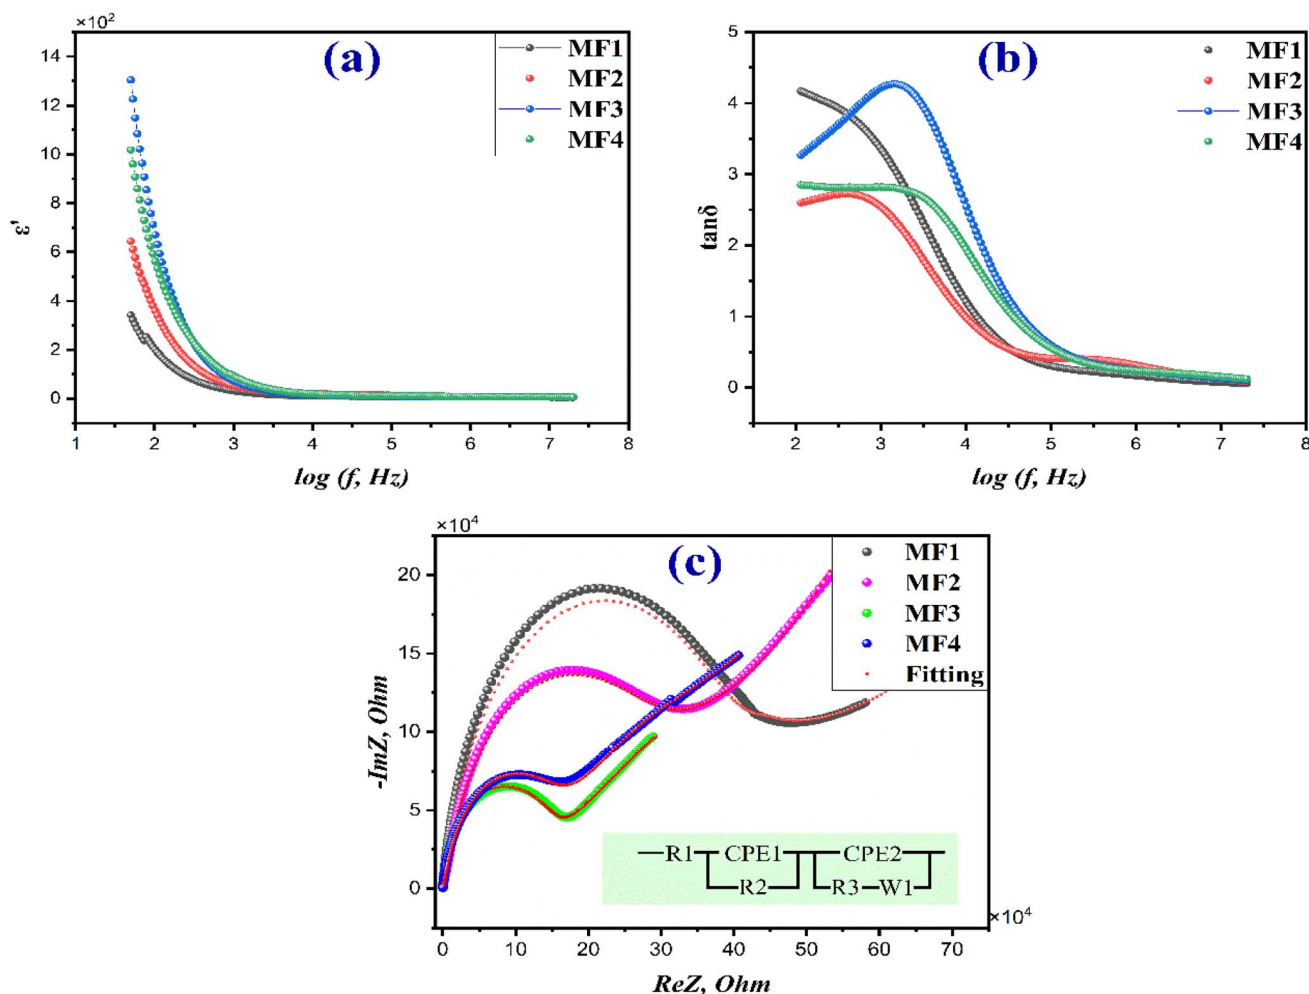 ×10²
(a)
MF1
MF2
MF3
MF4
14
12
10
8
6
4
2
0
ε'
1 2 3 4 5 6 7 8
log (f, Hz)
(b)
MF1
MF2
MF3
MF4
5
4
3
2
1
0
tanδ
2 3 4 5 6 7 8
log (f, Hz)
×10⁴
(c)
MF1
MF2
MF3
MF4
Fitting
20
15
10
5
0
-ImZ, Ohm
R1 CPE1 CPE2
R2 R3 W1
×10⁴
0 10 20 30 40 50 60 70
ReZ, Ohm